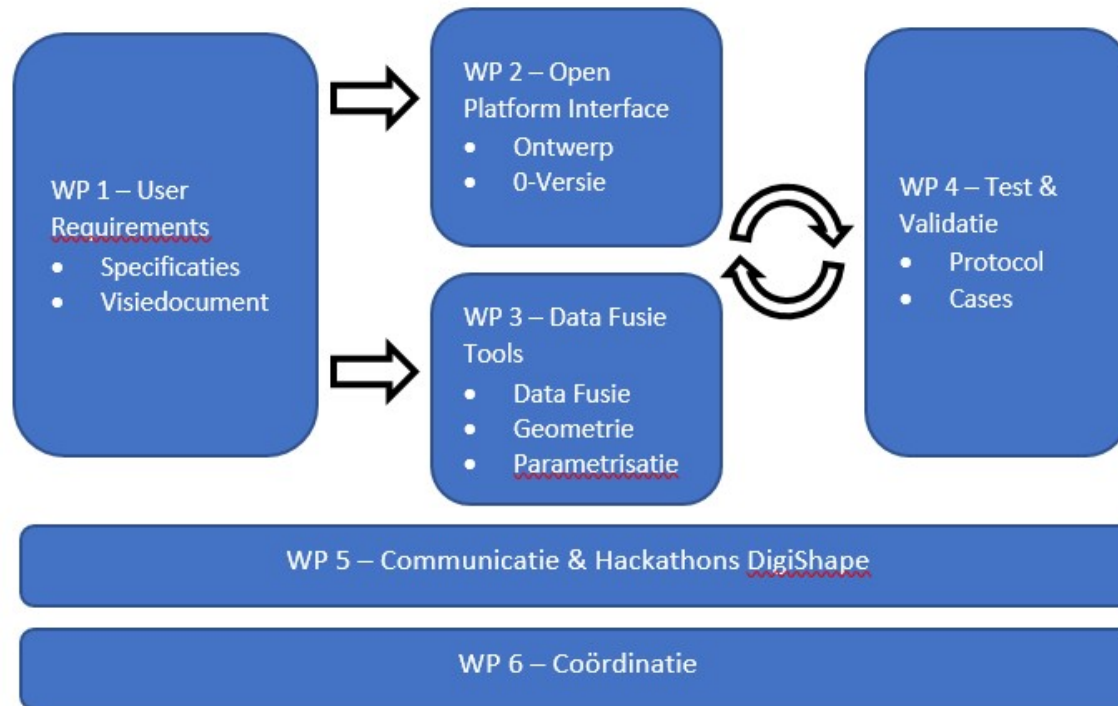 WP 1 – User
Requirements
• Specificaties
• Visiedocument
WP 2 – Open
Platform Interface
• Ontwerp
• 0-Versie
WP 3 – Data Fusie
Tools
• Data Fusie
• Geometrie
• Parametrisatie
WP 4 – Test &
Validatie
• Protocol
• Cases
WP 5 – Communicatie & Hackathons DigiShape
WP 6 – Coördinatie